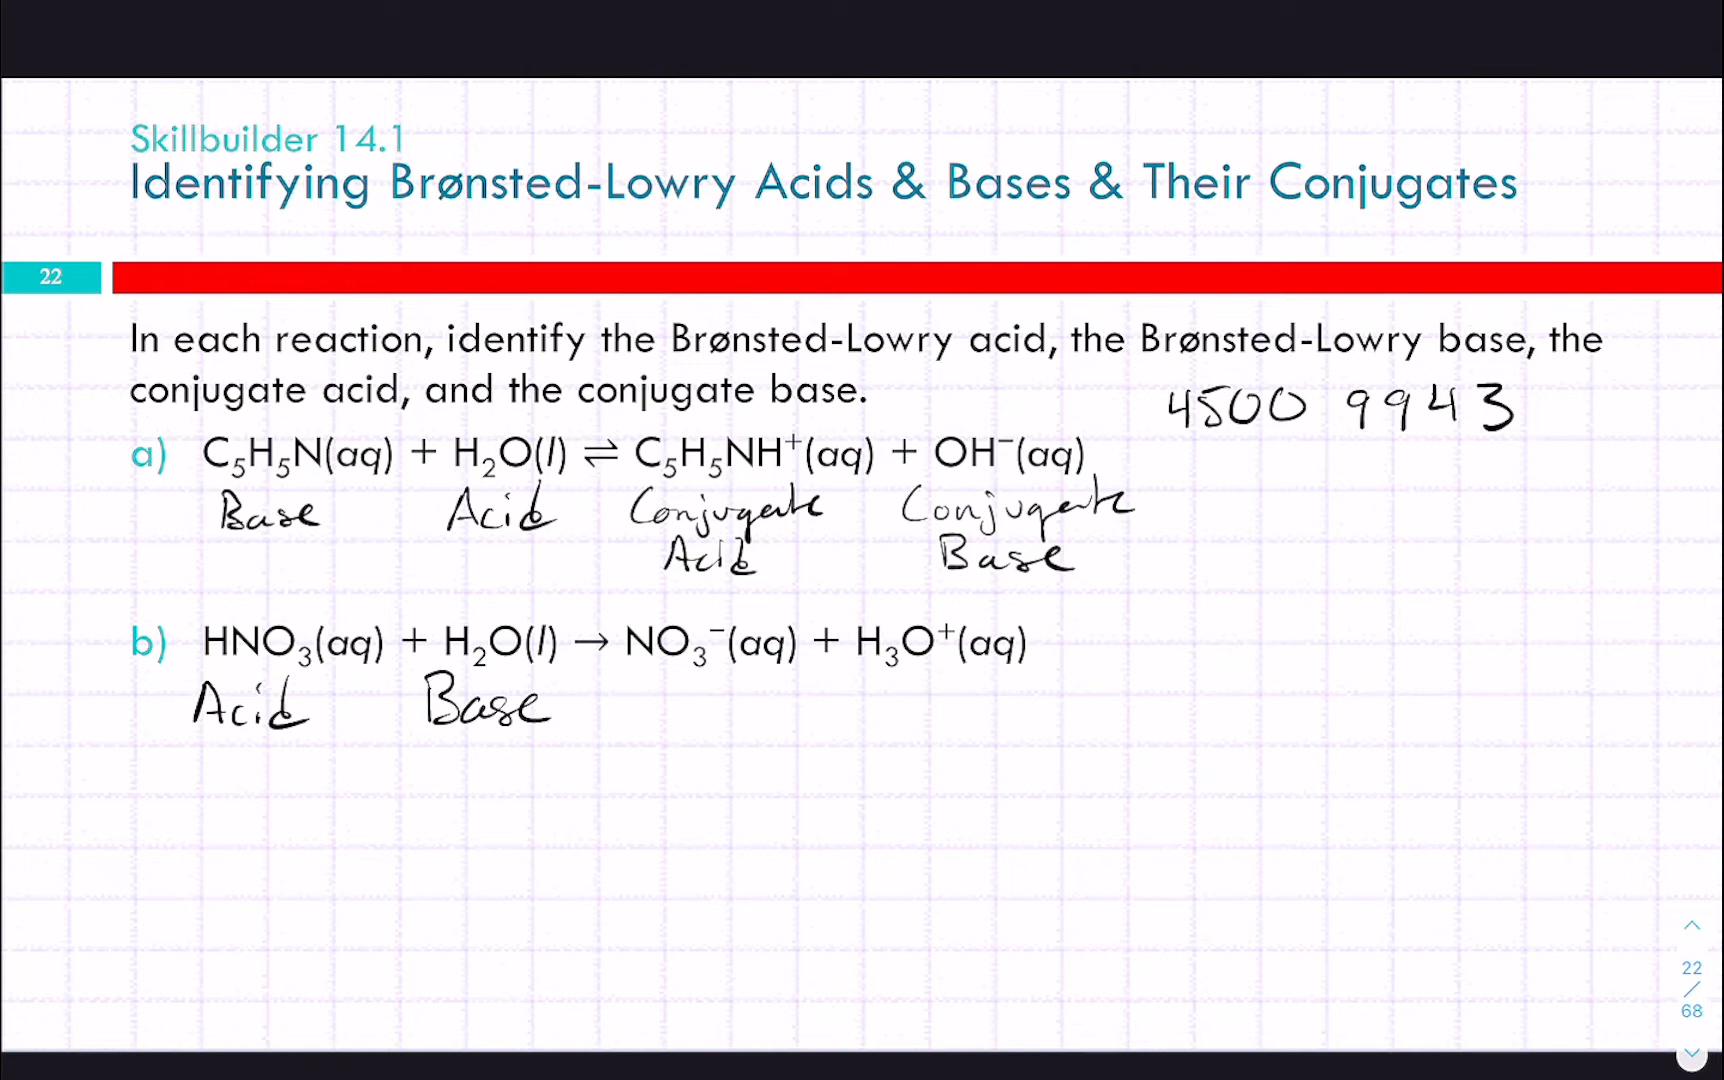 Skillbuilder 14.1
Identifying Brønsted-Lowry Acids & Bases & Their Conjugates
22
In each reaction, identify the Brønsted-Lowry acid, the Brønsted-Lowry base, the
conjugate acid, and the conjugate base.
4500 9943
a) C₅H₅N(aq) + H₂O(l) ⇌ C₅H₅NH⁺(aq) + OH⁻(aq)
Base Acid Conjugate Conjugate
Acid Base
b) HNO₃(aq) + H₂O(l) → NO₃⁻(aq) + H₃O⁺(aq)
Acid Base
22
/
68